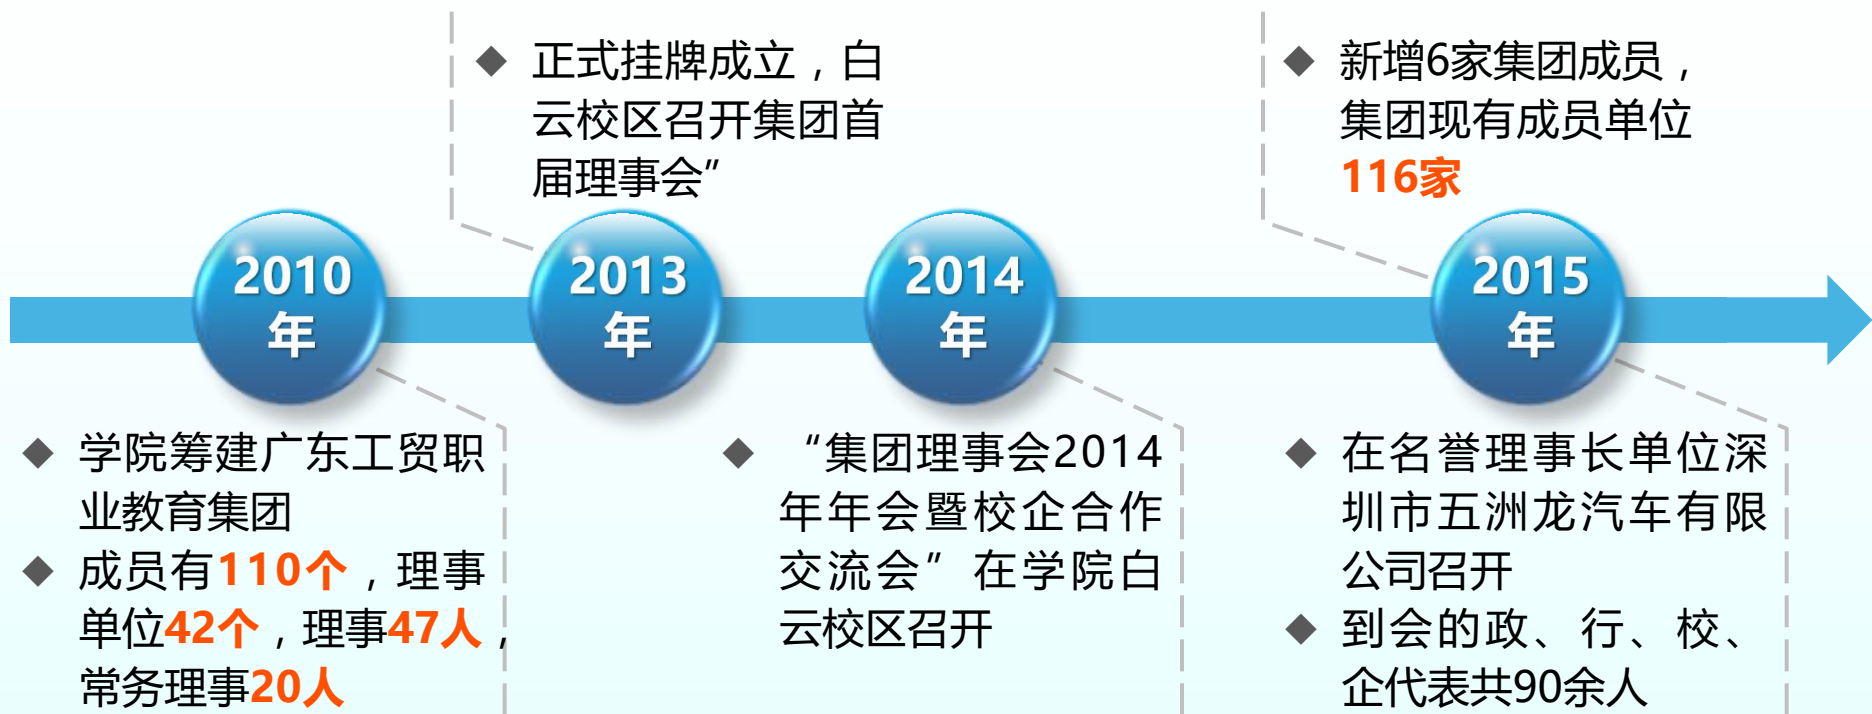 正式挂牌成立，白
云校区召开集团首
届理事会”
新增6家集团成员，
集团现有成员单位
116家
2010
年
2013
年
2014
年
2015
年
学院筹建广东工贸职
业教育集团
成员有110个，理事
单位42个，理事47人，
常务理事20人
“集团理事会2014
年年会暨校企合作
交流会”在学院白
云校区召开
在名誉理事长单位深
圳市五洲龙汽车有限
公司召开
到会的政、行、校、
企代表共90余人